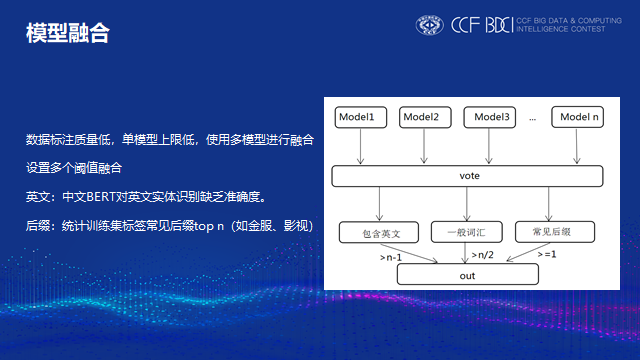 模型融合
CCF BDCI
CCF BIG DATA & COMPUTING
INTELLIGENCE CONTEST
数据标注质量低，单模型上限低，使用多模型进行融合
设置多个阈值融合
英文：中文BERT对英文实体识别缺乏准确度。
后缀：统计训练集标签常见后缀top n（如金服、影视）
Model1
Model2
Model3
...
Model n
vote
包含英文
一般词汇
常见后缀
>n-1
>n/2
>=1
out